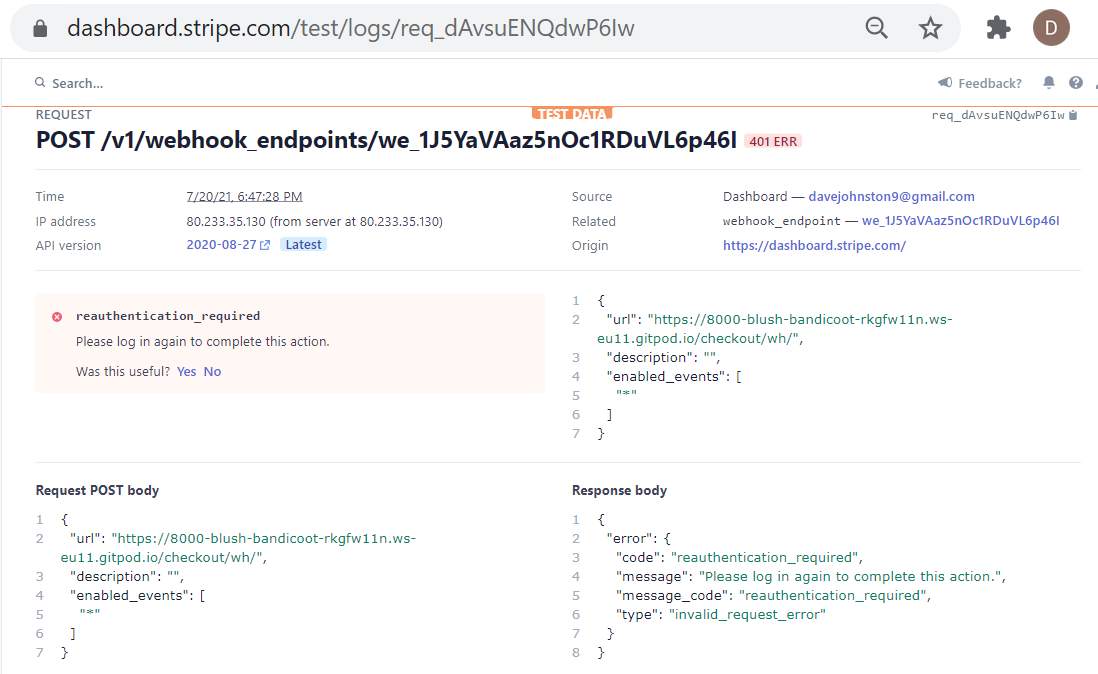 dashboard.stripe.com/test/logs/req_dAvsuENQdwP6Iw
D
Search...
Feedback?
TEST DATA
REQUEST
req_dAvsuENQdwP6Iw
POST /v1/webhook_endpoints/we_1J5YaVAaz5nOc1RDuVL6p46I 401 ERR
Time 7/20/21, 6:47:28 PM
IP address 80.233.35.130 (from server at 80.233.35.130)
API version 2020-08-27 Latest
Source Dashboard — davejohnston9@gmail.com
Related webhook_endpoint — we_1J5YaVAaz5nOc1RDuVL6p46I
Origin https://dashboard.stripe.com/
reauthentication_required
Please log in again to complete this action.
Was this useful? Yes No
1 {
2 "url": "https://8000-blush-bandicoot-rkgfw11n.ws-
eu11.gitpod.io/checkout/wh/",
3 "description": "",
4 "enabled_events": [
5 "*"
6 ]
7 }
Request POST body
1 {
2 "url": "https://8000-blush-bandicoot-rkgfw11n.ws-
eu11.gitpod.io/checkout/wh/",
3 "description": "",
4 "enabled_events": [
5 "*"
6 ]
7 }
Response body
1 {
2 "error": {
3 "code": "reauthentication_required",
4 "message": "Please log in again to complete this action.",
5 "message_code": "reauthentication_required",
6 "type": "invalid_request_error"
7 }
8 }